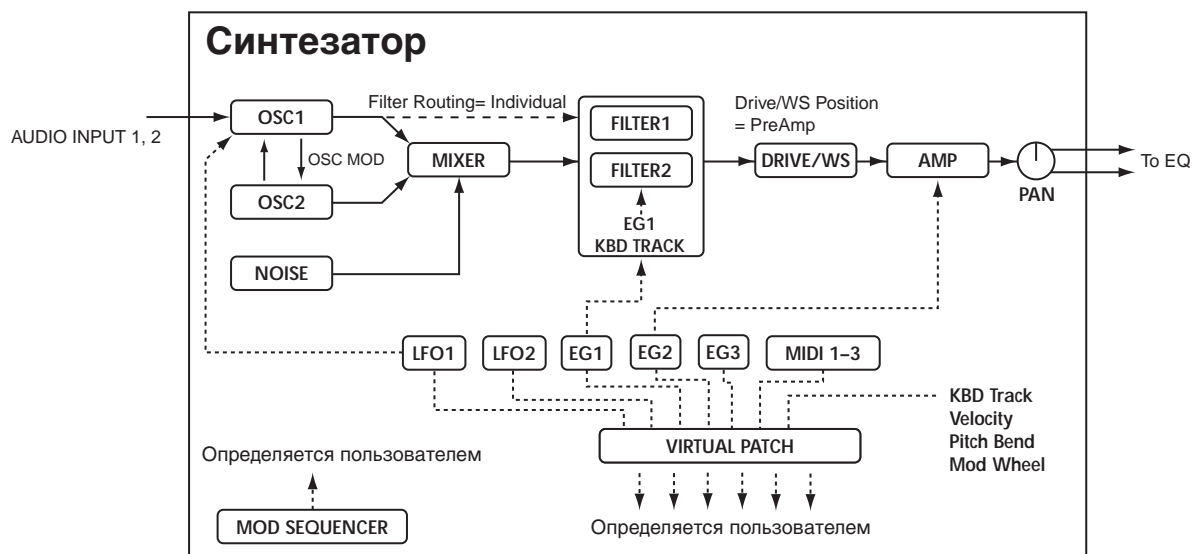 Синтезатор
AUDIO INPUT 1, 2
OSC1
Filter Routing= Individual
OSC MOD
OSC2
NOISE
MIXER
FILTER1
FILTER2
EG1
KBD TRACK
Drive/WS Position
= PreAmp
DRIVE/WS
AMP
PAN
To EQ
LFO1
LFO2
EG1
EG2
EG3
MIDI 1–3
KBD Track
Velocity
Pitch Bend
Mod Wheel
VIRTUAL PATCH
Определяется пользователем
MOD SEQUENCER
Определяется пользователем